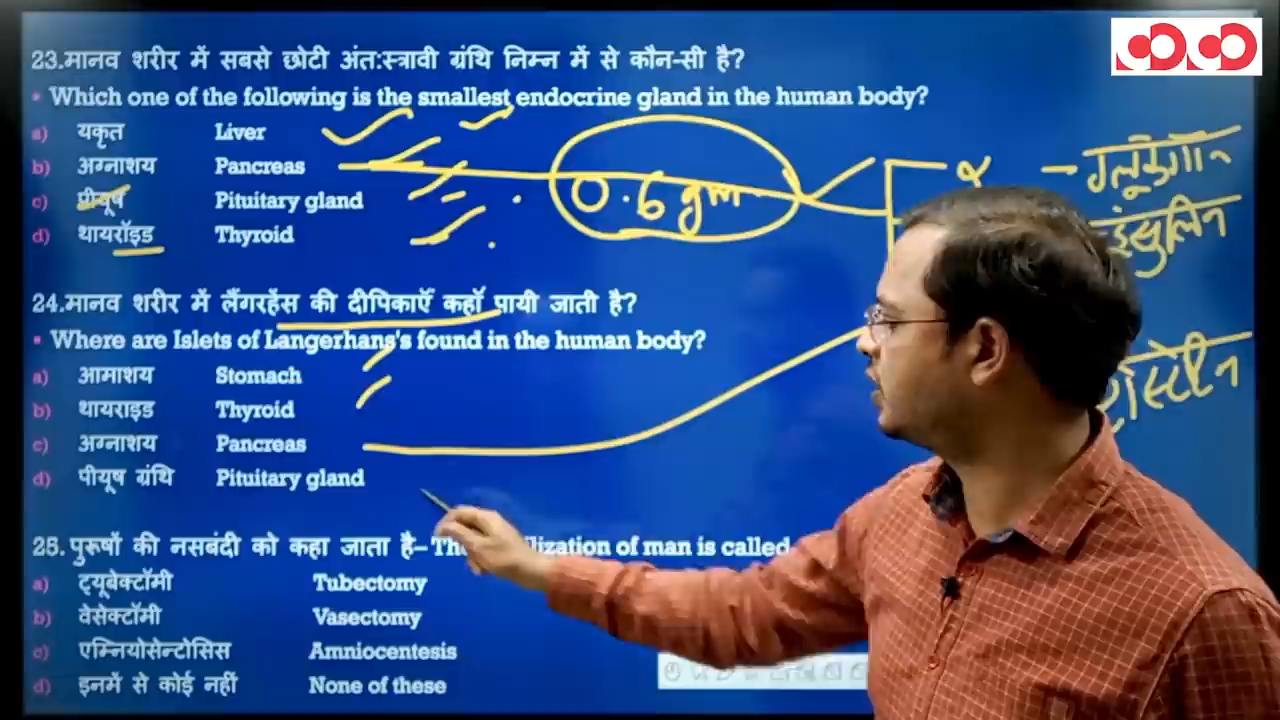 23.मानव शरीर में सबसे छोटी अंत:स्त्रावी ग्रंथि निम्न में से कौन-सी है?
• Which one of the following is the smallest endocrine gland in the human body?
a) यकृत Liver
b) अग्नाशय Pancreas
c) पीयूष Pituitary gland
d) थायरॉइड Thyroid
0.6 gm
α – ग्लूकेगॉन
इंसुलिन
24.मानव शरीर में लैंगरहेंस की दीपिकाएँ कहाँ पायी जाती है?
• Where are Islets of Langerhans's found in the human body?
a) आमाशय Stomach
b) थायराइड Thyroid
c) अग्नाशय Pancreas
d) पीयूष ग्रंथि Pituitary gland
25. पुरूषों की नसबंदी को कहा जाता है– of man is called
a) ट्यूबेक्टॉमी Tubectomy
b) वेसेक्टॉमी Vasectomy
c) एम्नियोसेन्टोसिस Amniocentesis
d) इनमें से कोई नहीं None of these